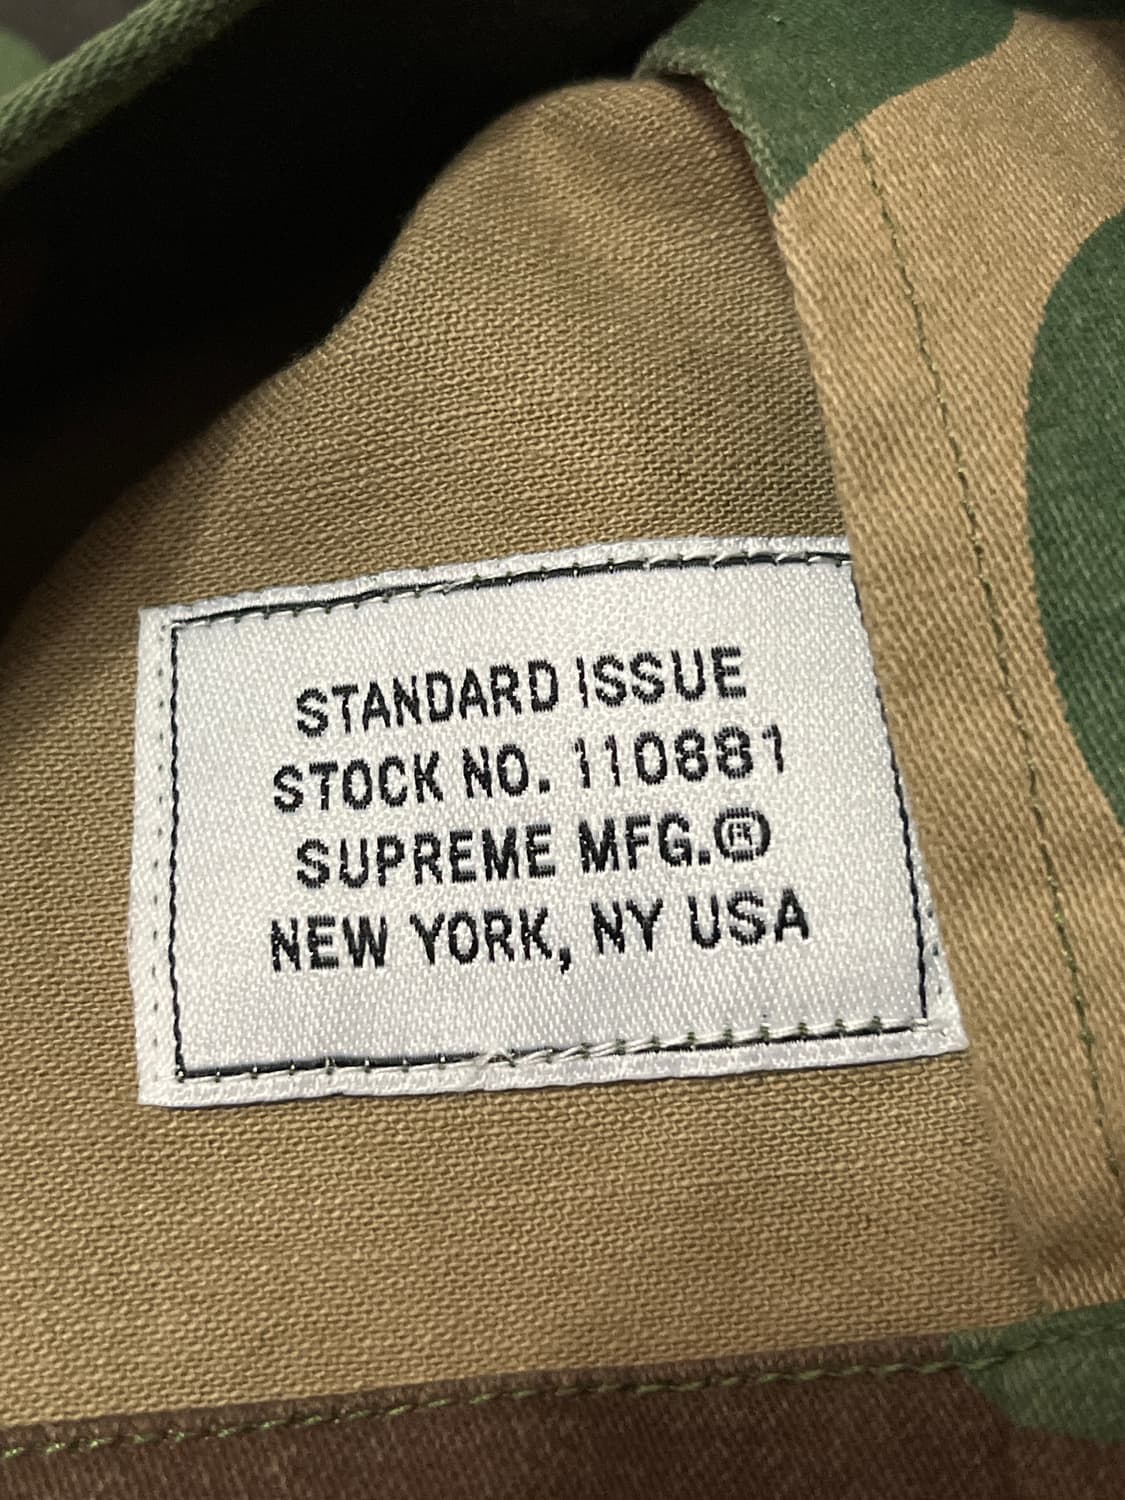 STANDARD ISSUE
STOCK NO. 110881
SUPREME MFG.®
NEW YORK, NY USA